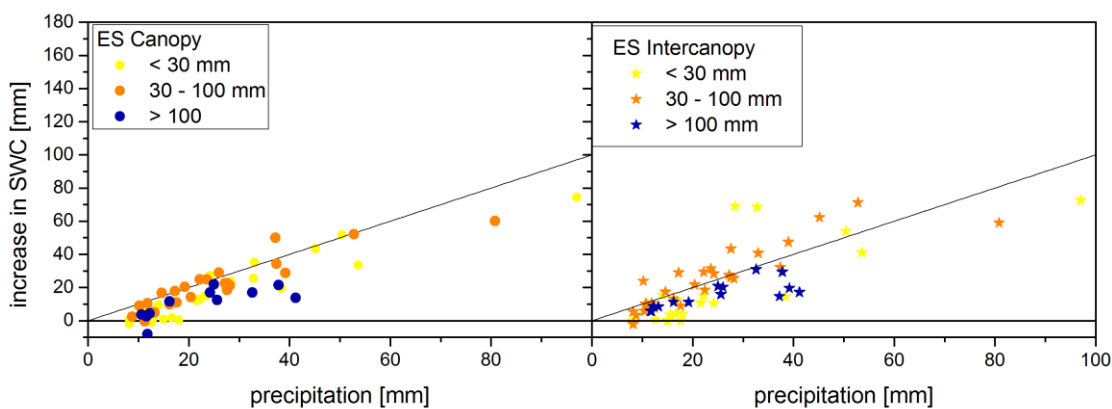 ES Canopy
< 30 mm
30 - 100 mm
> 100
ES Intercanopy
< 30 mm
30 - 100 mm
> 100 mm
increase in SWC [mm]
180
160
140
120
100
80
60
40
20
0
0 20 40 60 80
0 20 40 60 80 100
precipitation [mm]
precipitation [mm]